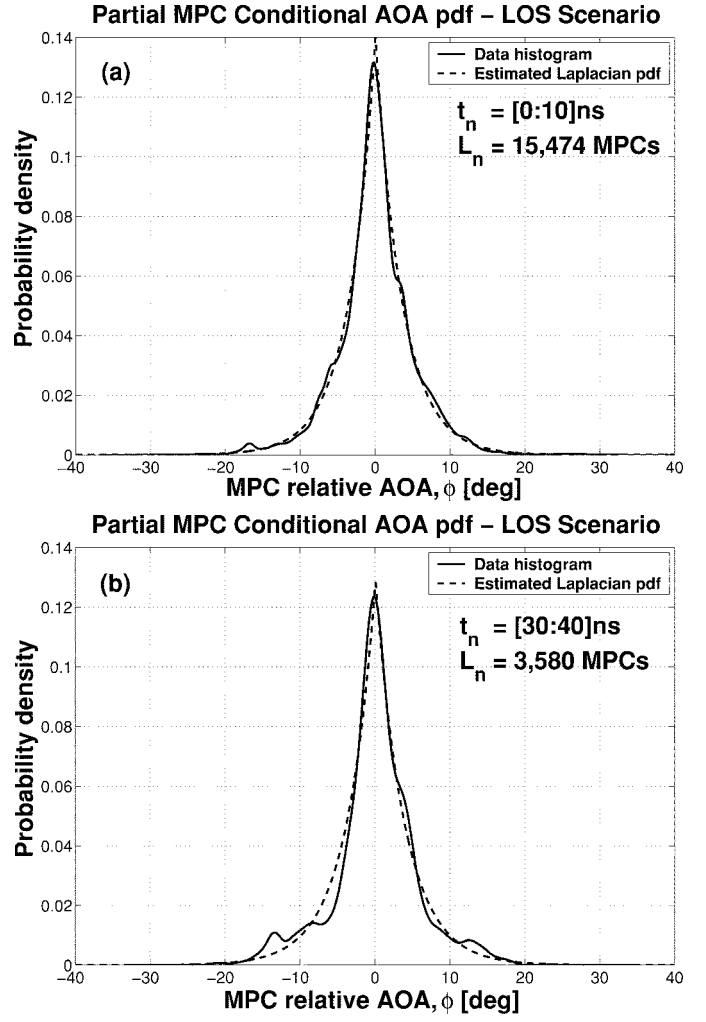 Partial MPC Conditional AOA pdf – LOS Scenario
0.14
(a)
Data histogram
Estimated Laplacian pdf
0.12
t_n = [0:10]ns
L_n = 15,474 MPCs
0.1
Probability density
0.08
0.06
0.04
0.02
0
−40 −30 −20 −10 0 10 20 30 40
MPC relative AOA, ϕ [deg]
Partial MPC Conditional AOA pdf – LOS Scenario
0.14
(b)
Data histogram
Estimated Laplacian pdf
0.12
t_n = [30:40]ns
L_n = 3,580 MPCs
0.1
Probability density
0.08
0.06
0.04
0.02
0
−40 −30 −20 −10 0 10 20 30 40
MPC relative AOA, ϕ [deg]